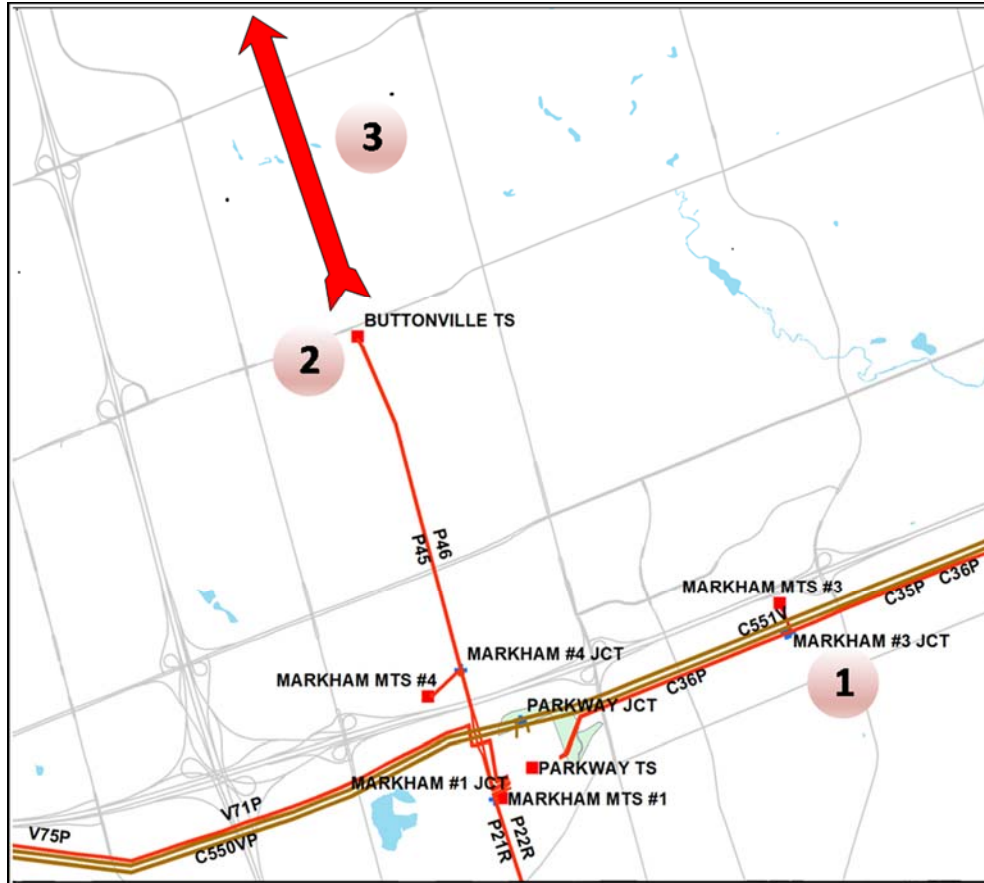 3
BUTTONVILLE TS
2
P46
P45
MARKHAM MTS #3
C36P
C35P
C551V
MARKHAM #3 JCT
MARKHAM #4 JCT
MARKHAM MTS #4
C36P
1
PARKWAY JCT
PARKWAY TS
MARKHAM #1 JCT
MARKHAM MTS #1
V71P
V75P
C550VP
P22R
P21R